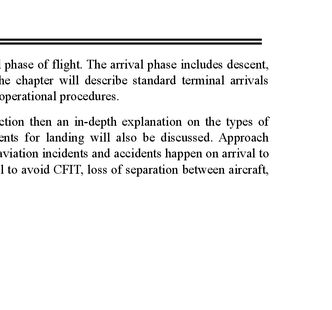 phase of flight. The arrival phase includes descent,
he chapter will describe standard terminal arrivals
operational procedures.
ction then an in-depth explanation on the types of
ents for landing will also be discussed. Approach
aviation incidents and accidents happen on arrival to
l to avoid CFIT, loss of separation between aircraft,